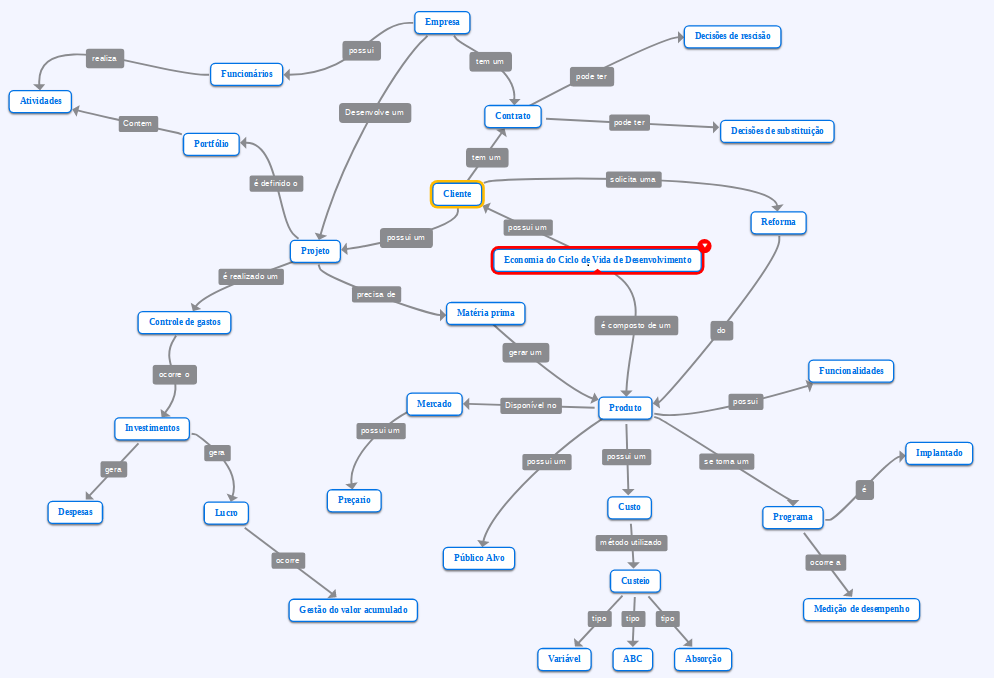 Empresa
Decisões de rescisão
possui
realiza
tem um
Funcionários
pode ter
Atividades
Desenvolve um
Contrato
Contem
pode ter
Decisões de substituição
Portfólio
tem um
é definido o
solicita uma
Cliente
Reforma
possui um
possui um
Projeto
Economia do Ciclo de Vida de Desenvolvimento
é realizado um
precisa de
Matéria prima
Controle de gastos
é composto de um
do
gerar um
ocorre o
Funcionalidades
Mercado
Disponível no
Produto
possui
Investimentos
possui um
gera
possui um
possui um
se torna um
Implantado
gera
é
Preçario
Despesas
Lucro
Custo
Programa
método utilizado
Público Alvo
ocorre
ocorre a
Custeio
Gestão do valor acumulado
Medição de desempenho
tipo
tipo
tipo
Variável
ABC
Absorção